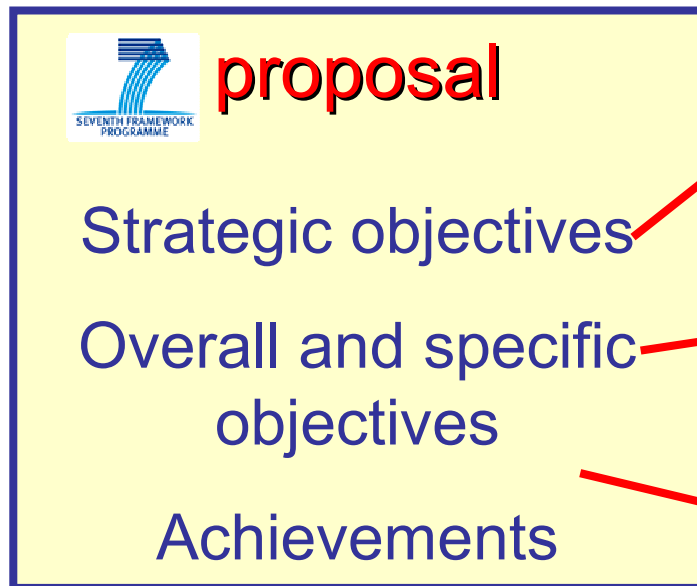 proposal
SEVENTH FRAMEWORK
PROGRAMME
Strategic objectives
Overall and specific
objectives
Achievements